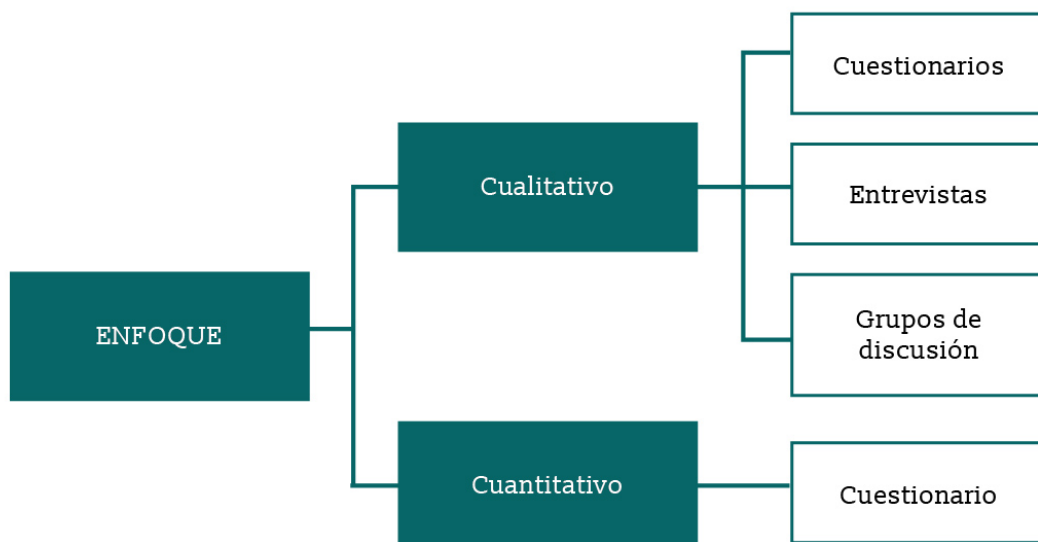 ENFOQUE
Cualitativo
Cuestionarios
Entrevistas
Grupos de
discusión
Cuantitativo
Cuestionario